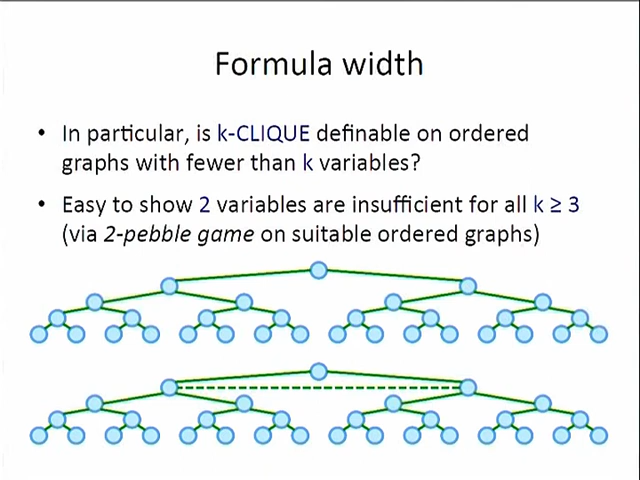 Formula width
• In particular, is k-CLIQUE definable on ordered
graphs with fewer than k variables?
• Easy to show 2 variables are insufficient for all k ≥ 3
(via 2-pebble game on suitable ordered graphs)